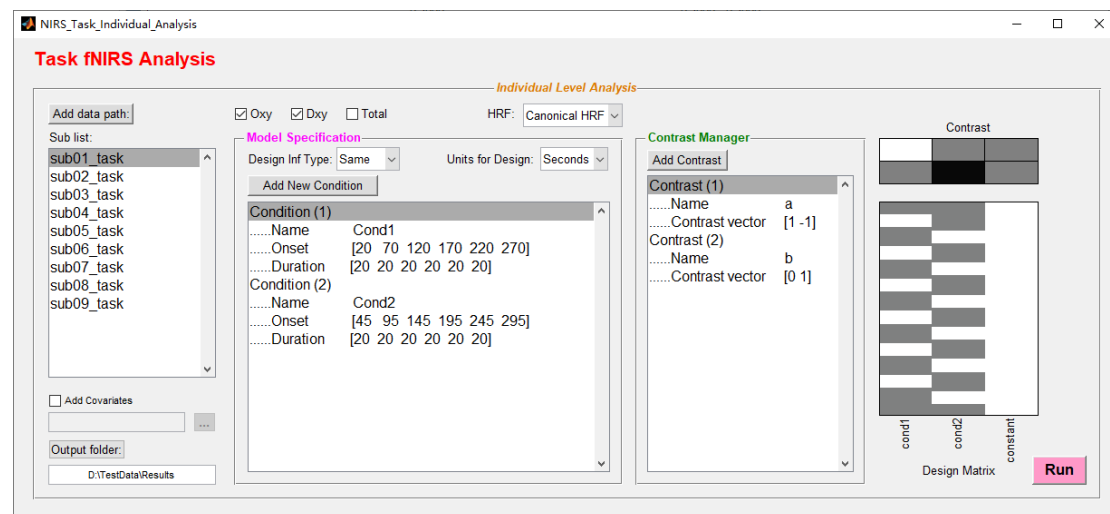 NIRS_Task_Individual_Analysis
Task fNIRS Analysis
Individual Level Analysis
Add data path:
Oxy Dxy Total HRF: Canonical HRF
Sub list:
sub01_task
sub02_task
sub03_task
sub04_task
sub05_task
sub06_task
sub07_task
sub08_task
sub09_task
Add Covariates
...
Output folder:
D:\TestData\Results
Model Specification
Design Inf Type: Same Units for Design: Seconds
Add New Condition
Condition (1)
......Name Cond1
......Onset [20 70 120 170 220 270]
......Duration [20 20 20 20 20 20]
Condition (2)
......Name Cond2
......Onset [45 95 145 195 245 295]
......Duration [20 20 20 20 20 20]
Contrast Manager
Add Contrast
Contrast (1)
......Name a
......Contrast vector [1 -1]
Contrast (2)
......Name b
......Contrast vector [0 1]
Contrast
cond1
cond2
constant
Design Matrix
Run